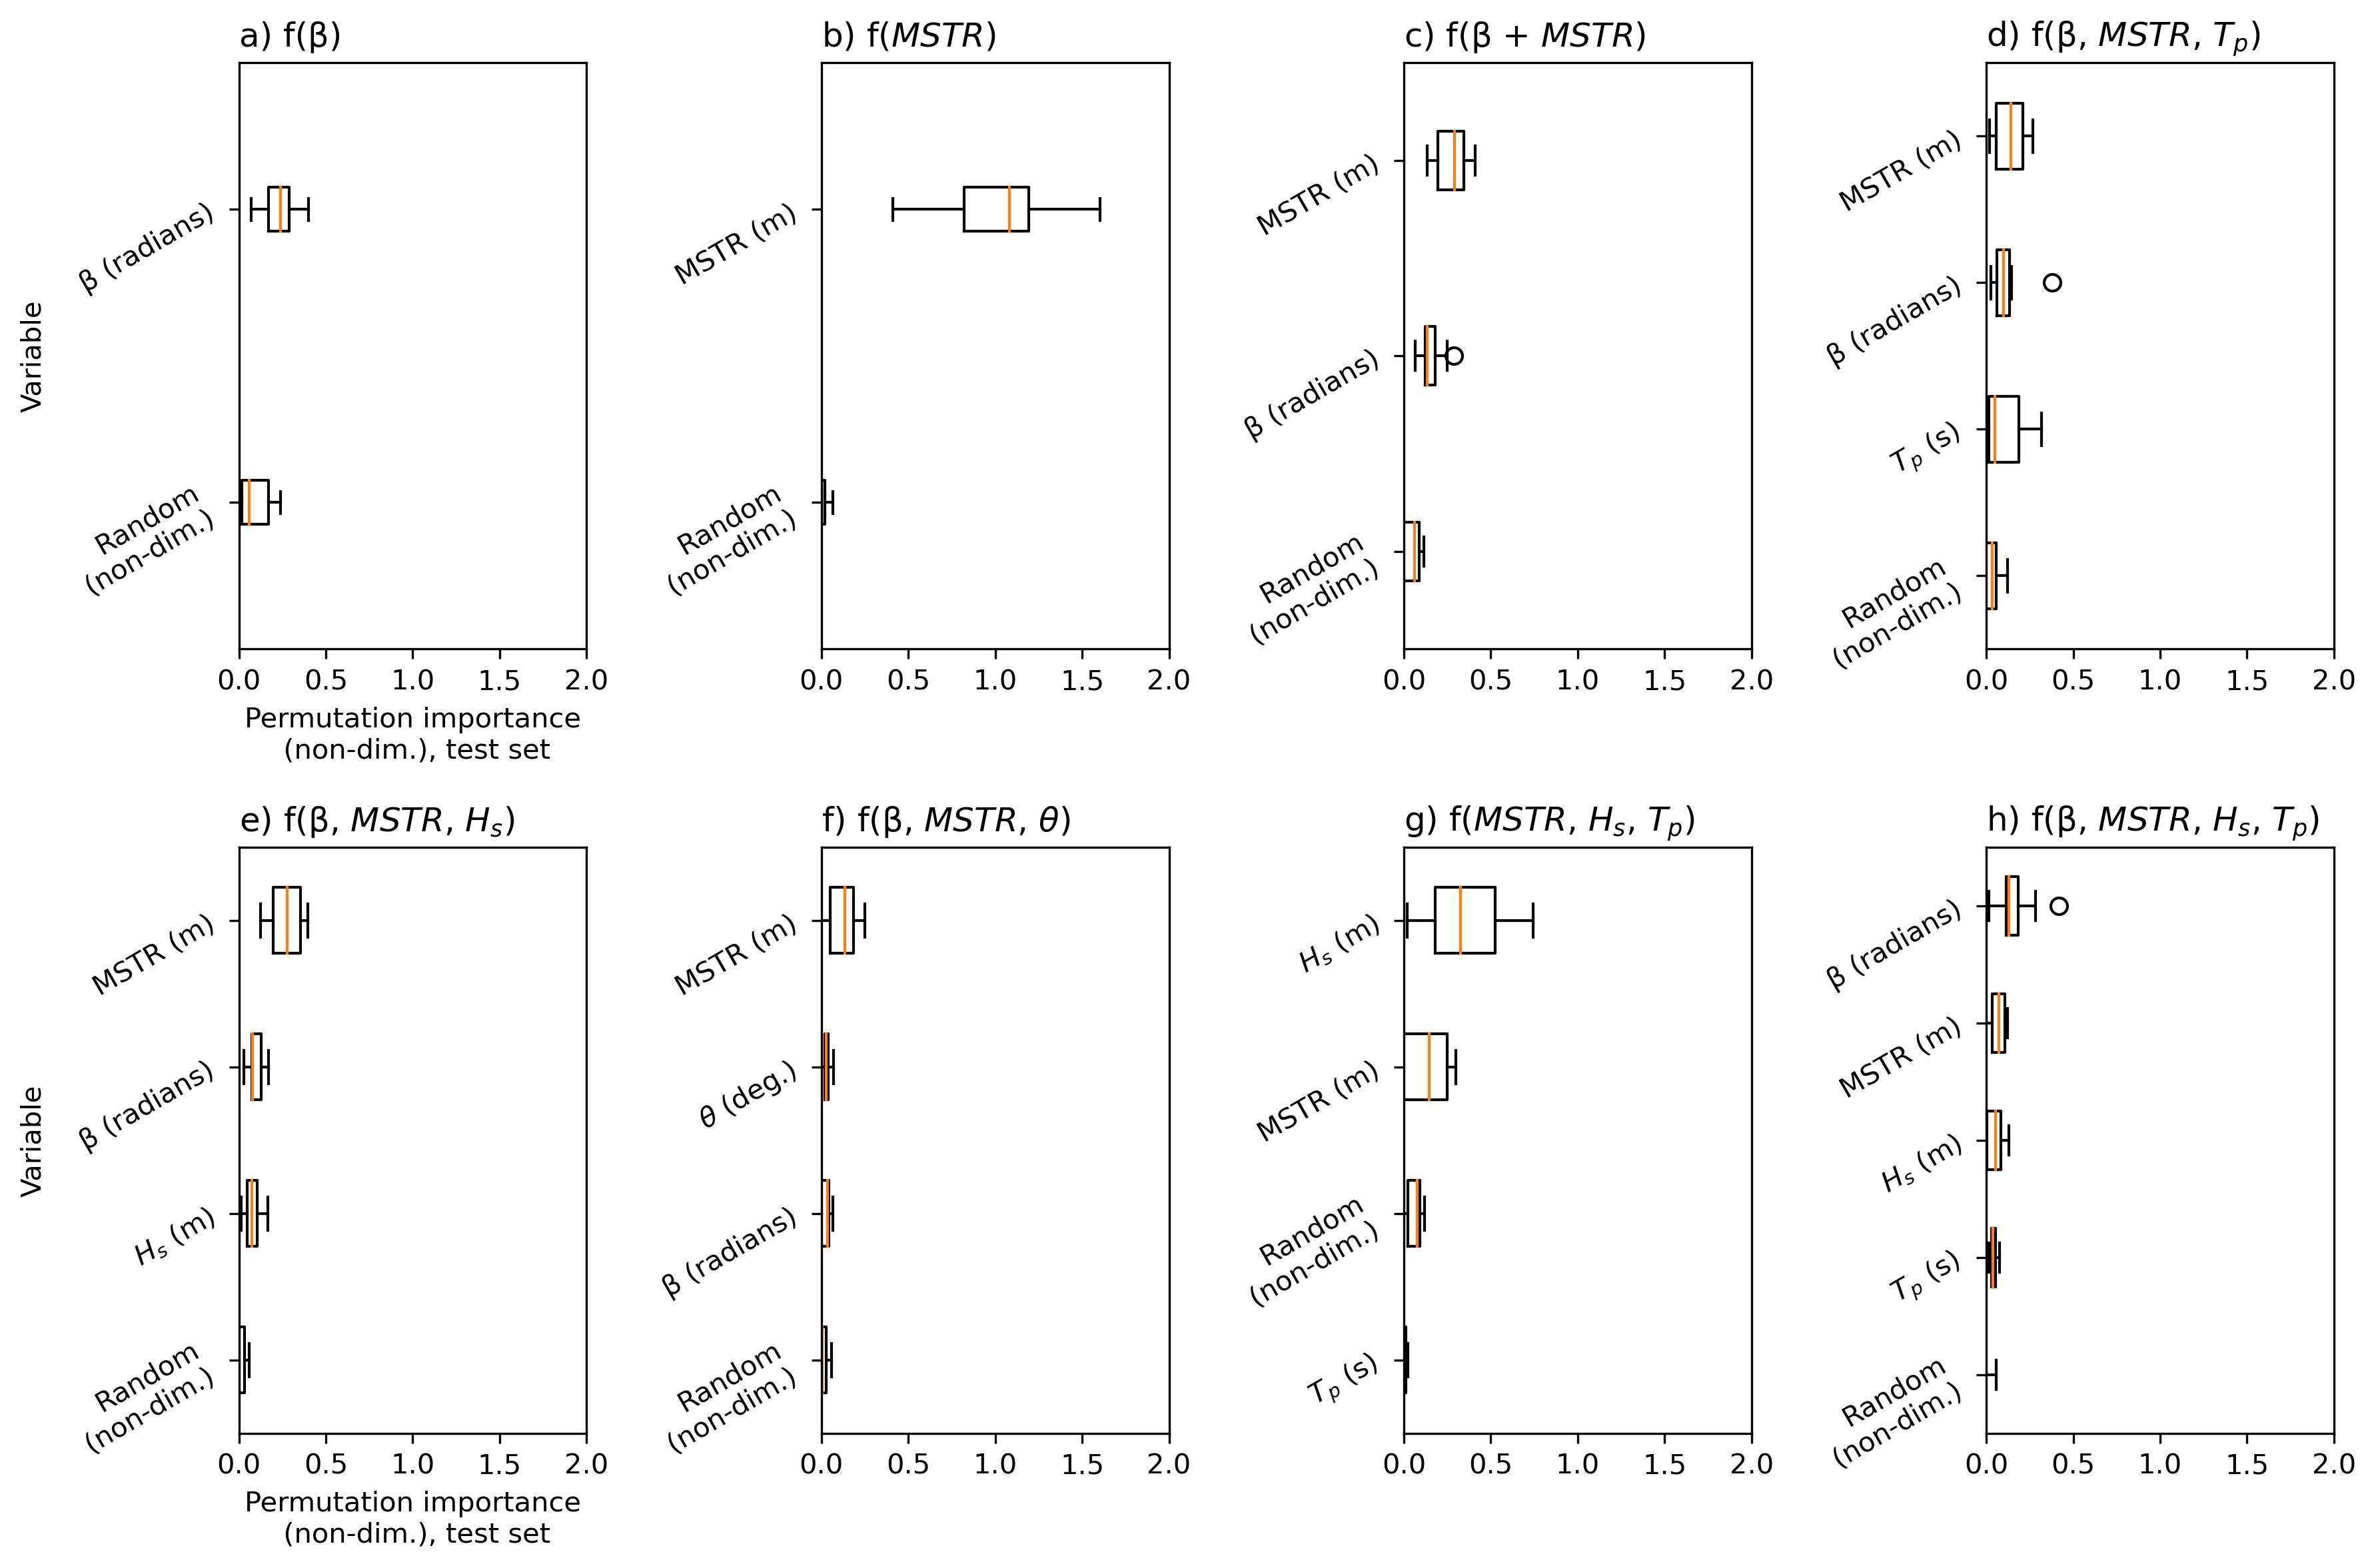 a) f(β)
Variable
β (radians)
Random
(non-dim.)
0.0 0.5 1.0 1.5 2.0
Permutation importance
(non-dim.), test set
b) f(MSTR)
MSTR (m)
Random
(non-dim.)
0.0 0.5 1.0 1.5 2.0
c) f(β + MSTR)
MSTR (m)
β (radians)
Random
(non-dim.)
0.0 0.5 1.0 1.5 2.0
d) f(β, MSTR, Tp)
MSTR (m)
β (radians)
Tp (s)
Random
(non-dim.)
0.0 0.5 1.0 1.5 2.0
e) f(β, MSTR, Hs)
Variable
MSTR (m)
β (radians)
Hs (m)
Random
(non-dim.)
0.0 0.5 1.0 1.5 2.0
Permutation importance
(non-dim.), test set
f) f(β, MSTR, θ)
MSTR (m)
θ (deg.)
β (radians)
Random
(non-dim.)
0.0 0.5 1.0 1.5 2.0
g) f(MSTR, Hs, Tp)
Hs (m)
MSTR (m)
Random
(non-dim.)
Tp (s)
0.0 0.5 1.0 1.5 2.0
h) f(β, MSTR, Hs, Tp)
β (radians)
MSTR (m)
Hs (m)
Tp (s)
Random
(non-dim.)
0.0 0.5 1.0 1.5 2.0